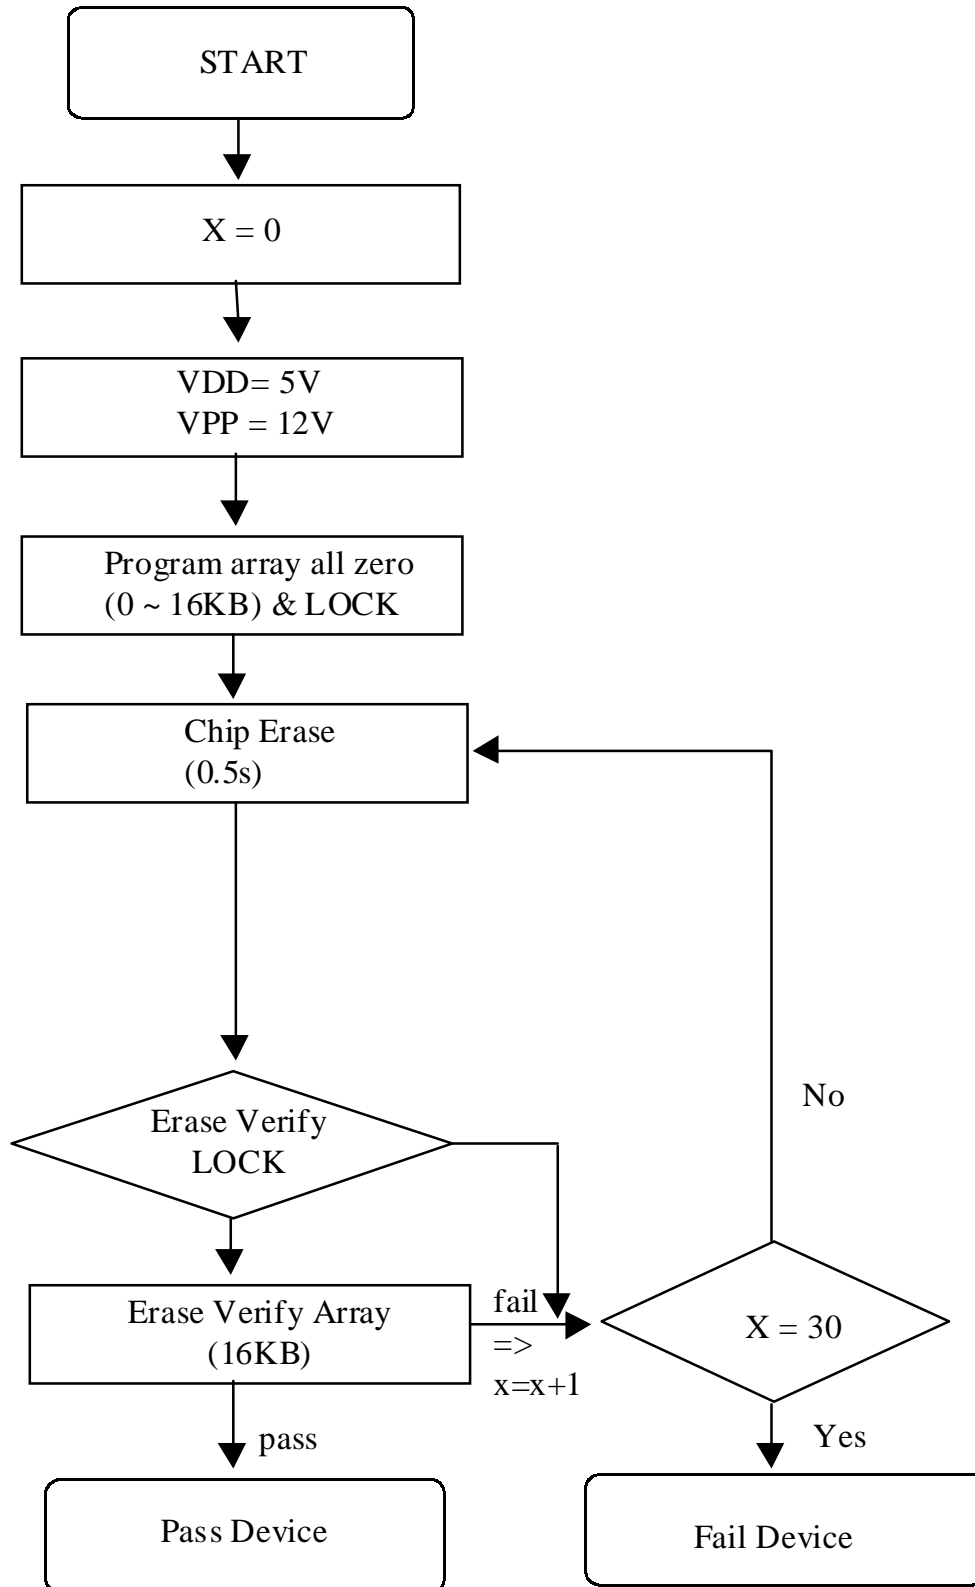 START
X = 0
VDD= 5V
VPP = 12V
Program array all zero
(0 ~ 16KB) & LOCK
Chip Erase
(0.5s)
No
Erase Verify
LOCK
Erase Verify Array
(16KB)
fail
=>
x=x+1
X = 30
pass
Yes
Pass Device
Fail Device